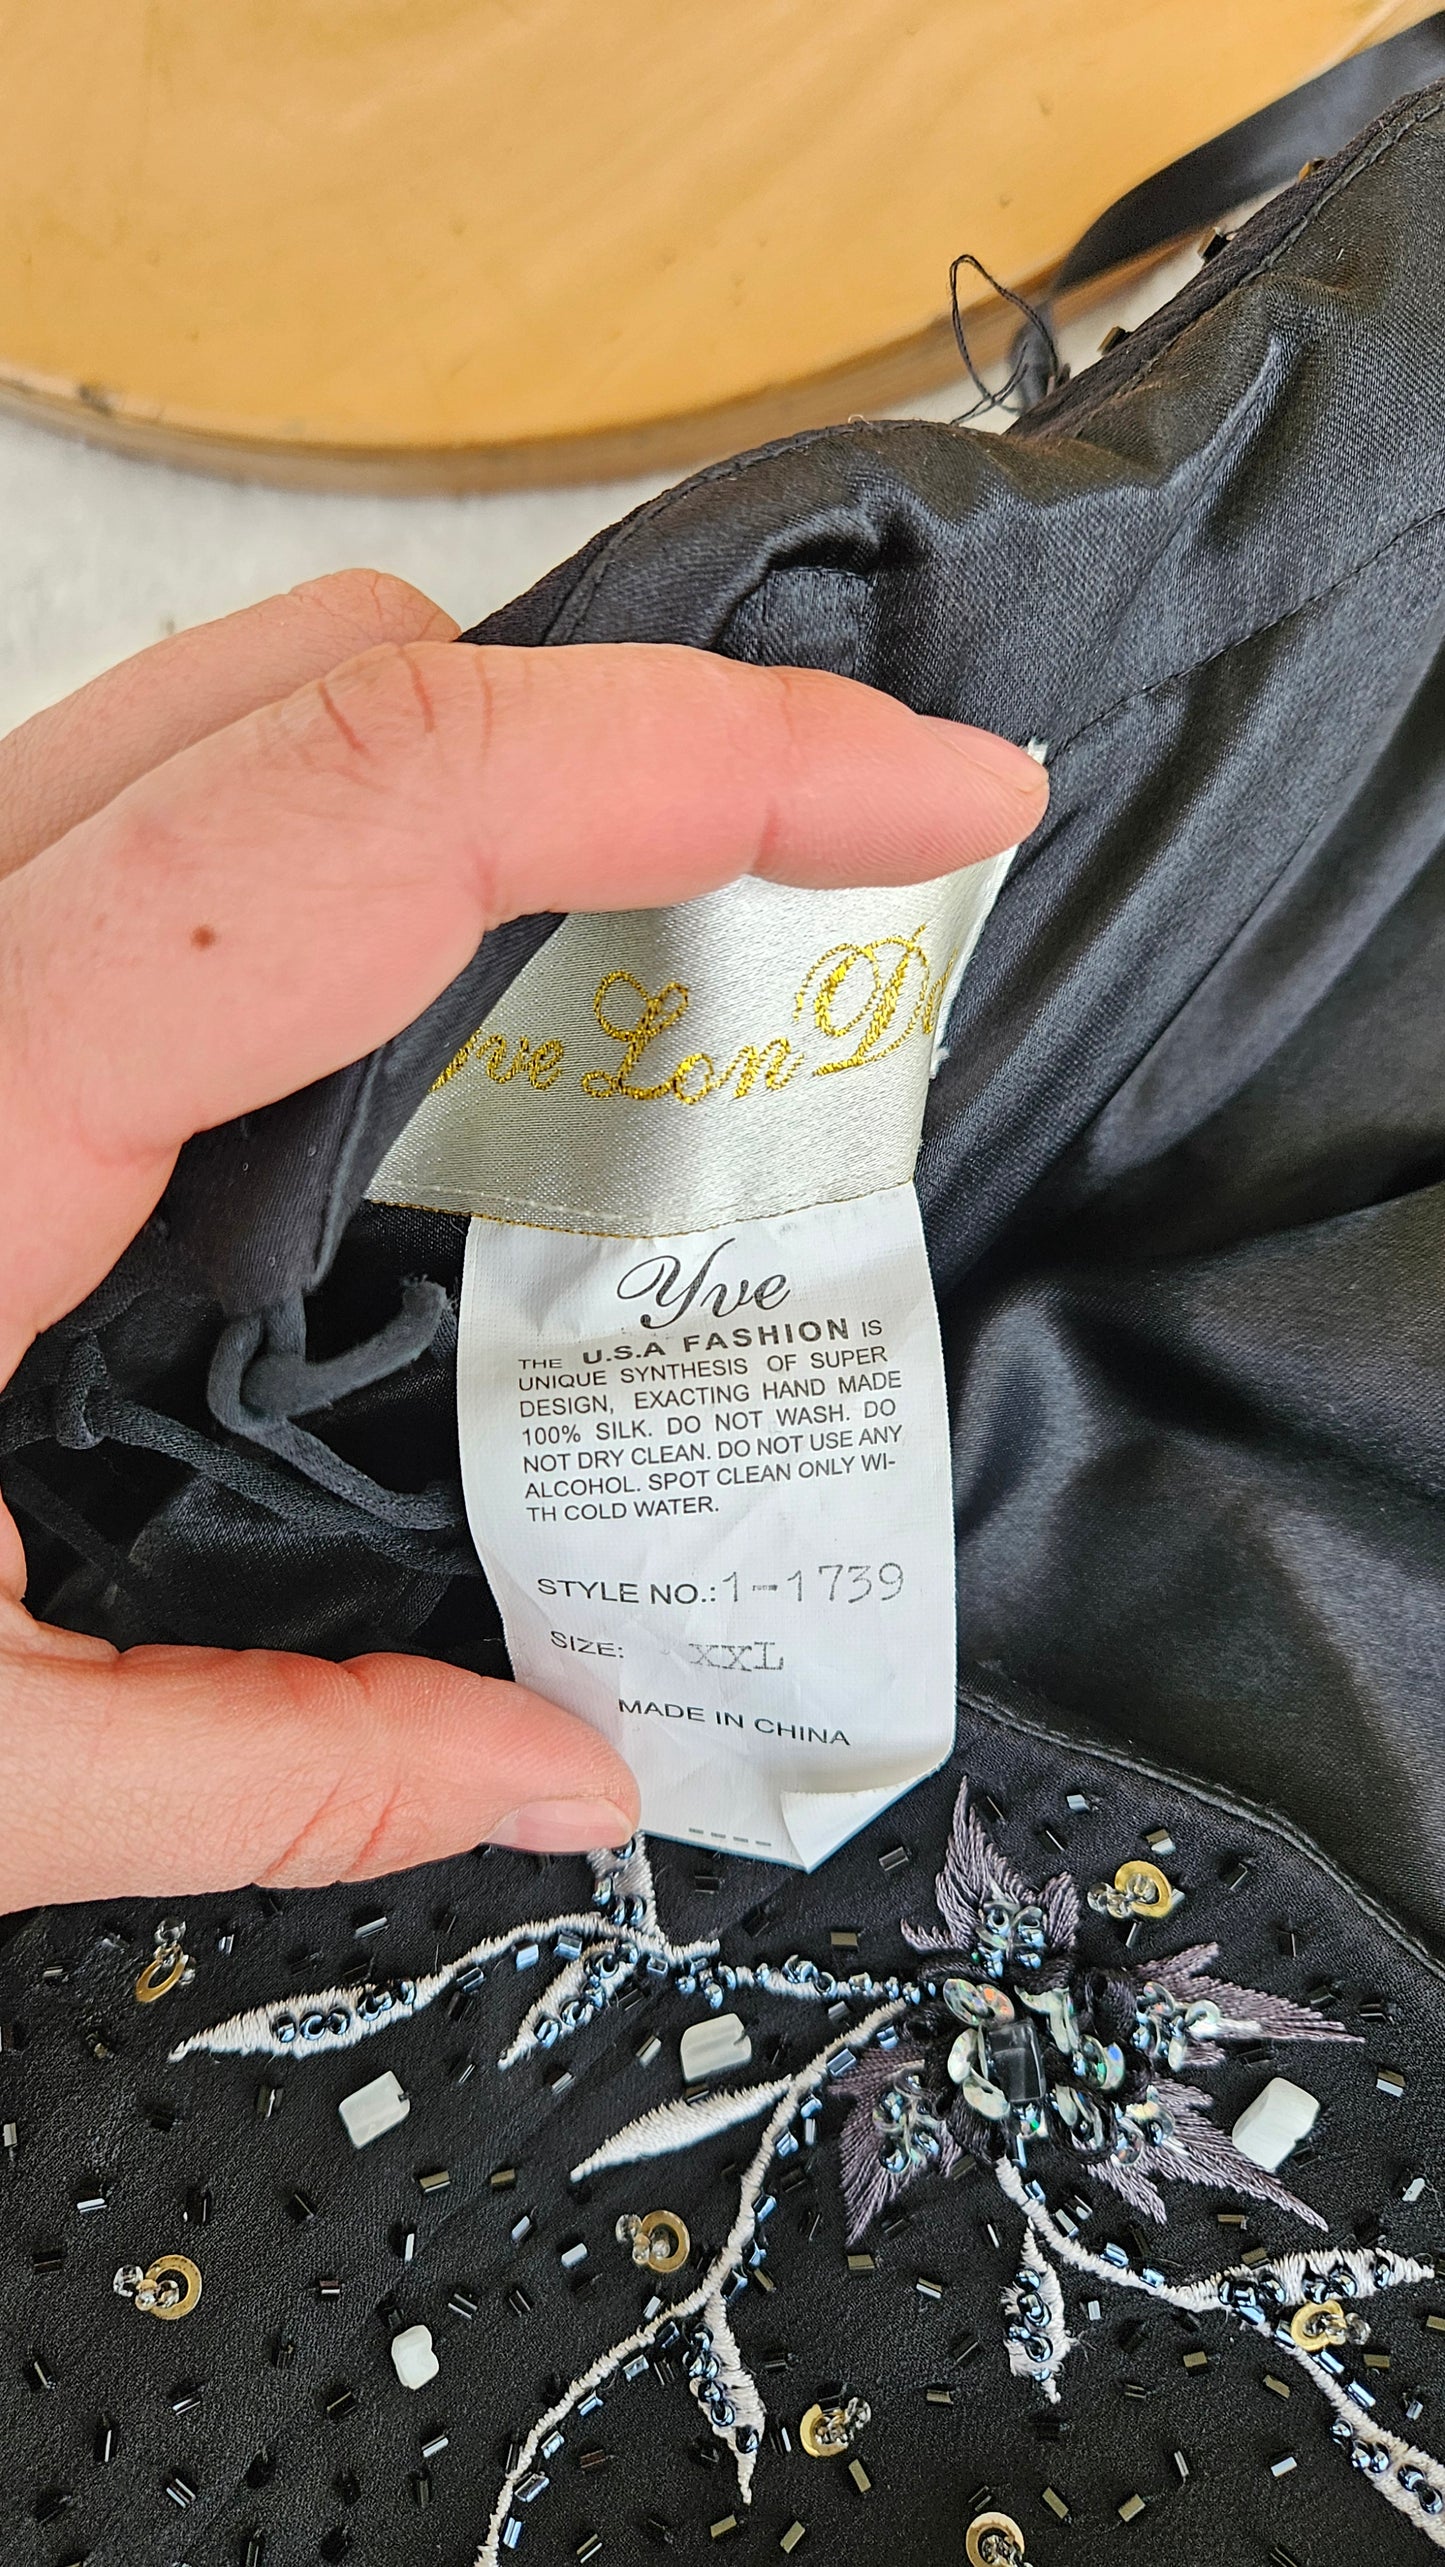 Lon
Yve
THE U.S.A FASHION IS
UNIQUE SYNTHESIS OF SUPER
DESIGN, EXACTING HAND MADE
100% SILK. DO NOT WASH. DO
NOT DRY CLEAN. DO NOT USE ANY
ALCOHOL. SPOT CLEAN ONLY WI-
TH COLD WATER.
STYLE NO.: 1-1739
SIZE: XXL
MADE IN CHINA